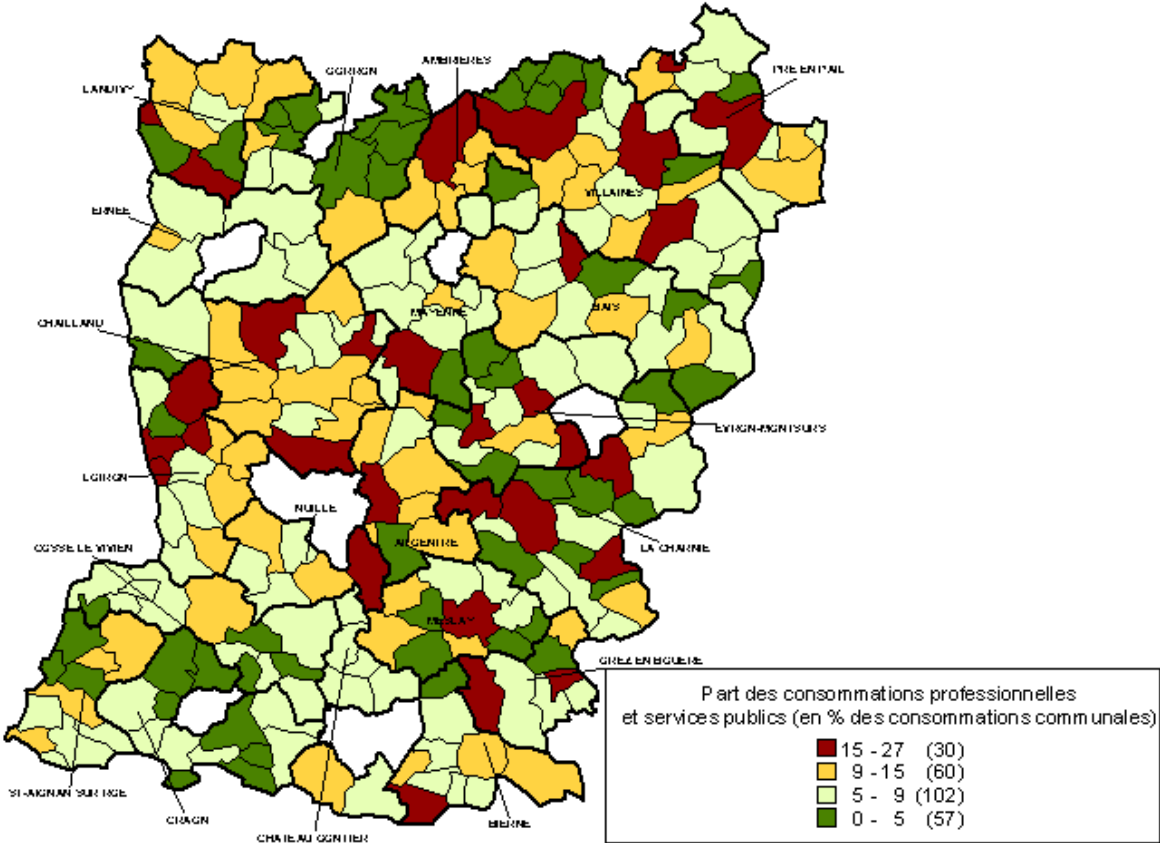 AMBRIERES
GORRON
PRE EN PAIL
LANDIVY
VILLAINES
ERNEE
BAIS
MAYENNE
CHAILLAND
EVRON-MONTSURS
LOIRON
NUILLE
ARGENTRE
LA CHARNIE
COSSE LE VIVIEN
MESLAY
GREZ EN BOUERE
Part des consommations professionnelles
et services publics (en % des consommations communales)
15 - 27 (30)
9 - 15 (60)
5 - 9 (102)
0 - 5 (57)
ST-AIGNAN SUR ROE
CRAON
BIERNE
CHATEAU GONTIER